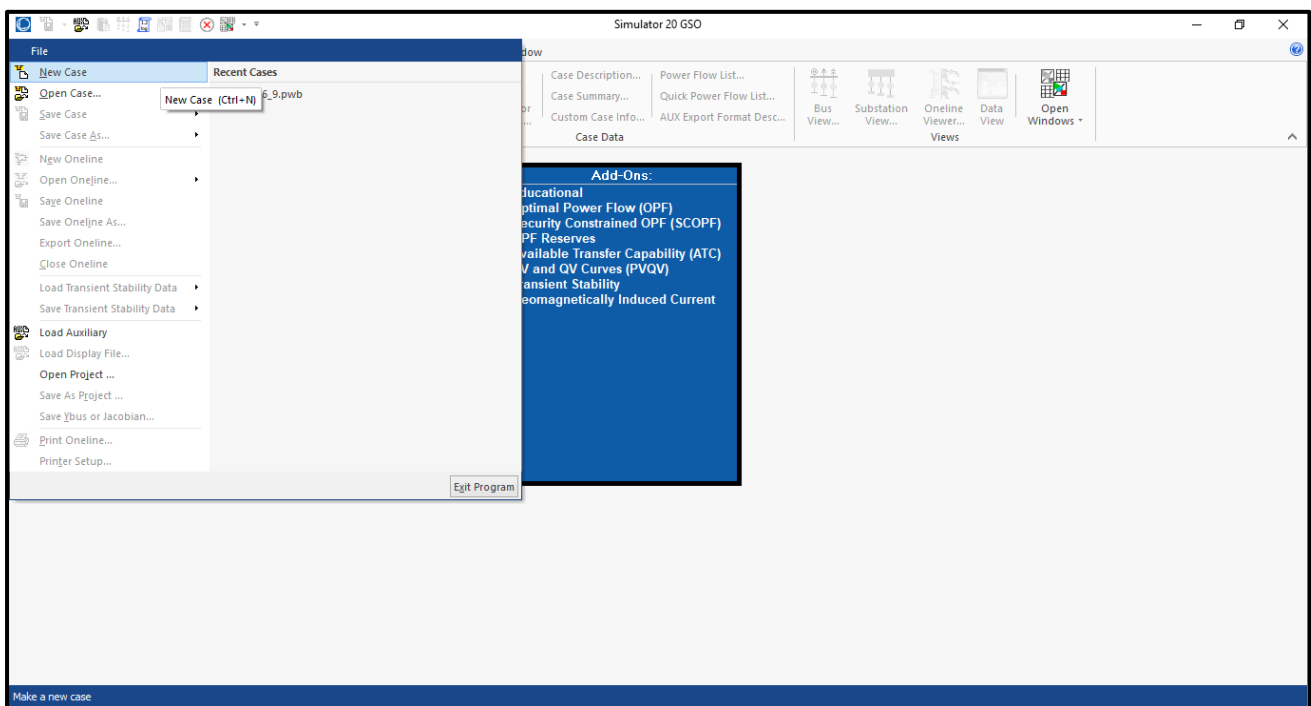 Simulator 20 GSO
File
dow
New Case
Recent Cases
Open Case...
6_9.pwb
New Case (Ctrl+N)
Save Case
Save Case As...
New Oneline
Open Oneline...
Save Oneline
Save Oneline As...
Export Oneline...
Close Oneline
Load Transient Stability Data
Save Transient Stability Data
Load Auxiliary
Load Display File...
Open Project ...
Save As Project ...
Save Ybus or Jacobian...
Print Oneline...
Printer Setup...
Exit Program
Case Description...
Case Summary...
Custom Case Info...
Power Flow List...
Quick Power Flow List...
AUX Export Format Desc...
Case Data
Bus View...
Substation View...
Oneline Viewer...
Data View
Open Windows
Views
Add-Ons:
ducational
ptimal Power Flow (OPF)
ecurity Constrained OPF (SCOPF)
PF Reserves
vailable Transfer Capability (ATC)
V and QV Curves (PVQV)
ransient Stability
eomagnetically Induced Current
Make a new case